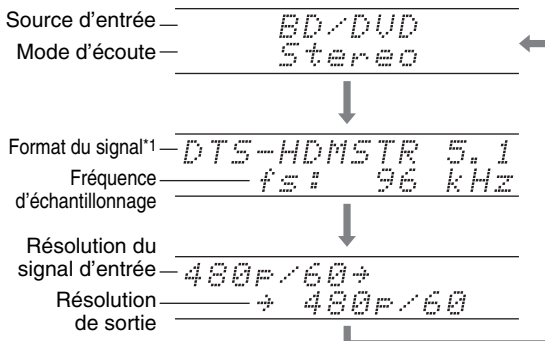 Source d'entrée
BD/DVD
Mode d'écoute
Stereo
Format du signal*1
DTS-HDMSTR 5.1
Fréquence
d'échantillonnage
fs: 96 kHz
Résolution du
signal d'entrée
480p/60→
Résolution
de sortie
→ 480p/60